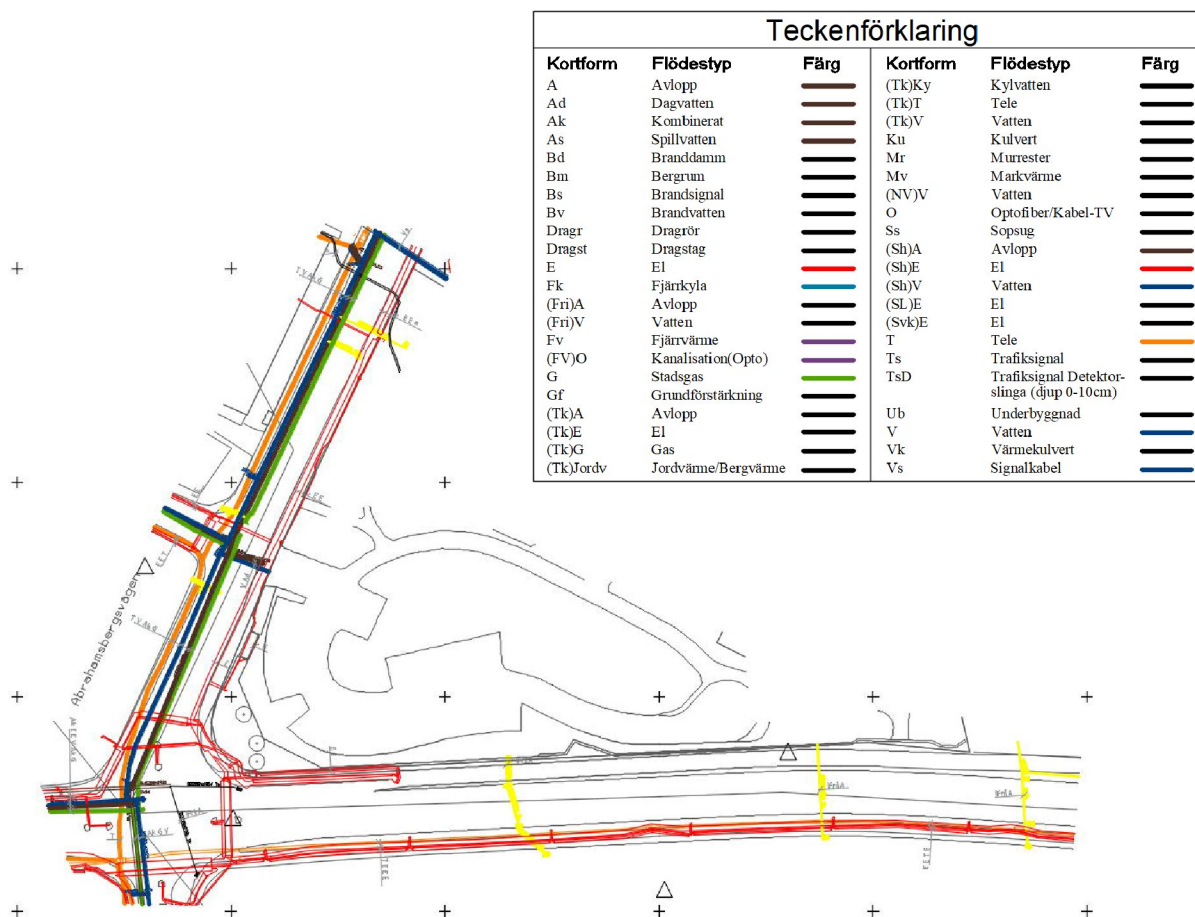 Teckenförklaring
Kortform Flödestyp Färg
A Avlopp
Ad Dagvatten
Ak Kombinerat
As Spillvatten
Bd Branddamm
Bm Bergrum
Bs Brandsignal
Bv Brandvatten
Dragr Dragrör
Dragst Dragstag
E El
Fk Fjärrkyla
(Fri)A Avlopp
(Fri)V Vatten
Fv Fjärrvärme
(FV)O Kanalisation(Opto)
G Stadsgas
Gf Grundförstärkning
(Tk)A Avlopp
(Tk)E El
(Tk)G Gas
(Tk)Jordv Jordvärme/Bergvärme
Kortform Flödestyp Färg
(Tk)Ky Kylvatten
(Tk)T Tele
(Tk)V Vatten
Ku Kulvert
Mr Murrester
Mv Markvärme
(NV)V Vatten
O Optofiber/Kabel-TV
Ss Sopsug
(Sh)A Avlopp
(Sh)E El
(Sh)V Vatten
(SL)E El
(Svk)E El
T Tele
Ts Trafiksignal
TsD Trafiksignal Detektor-
slinga (djup 0-10cm)
Ub Underbyggnad
V Vatten
Vk Värmekulvert
Vs Signalkabel
Abrahamsbergsvägen